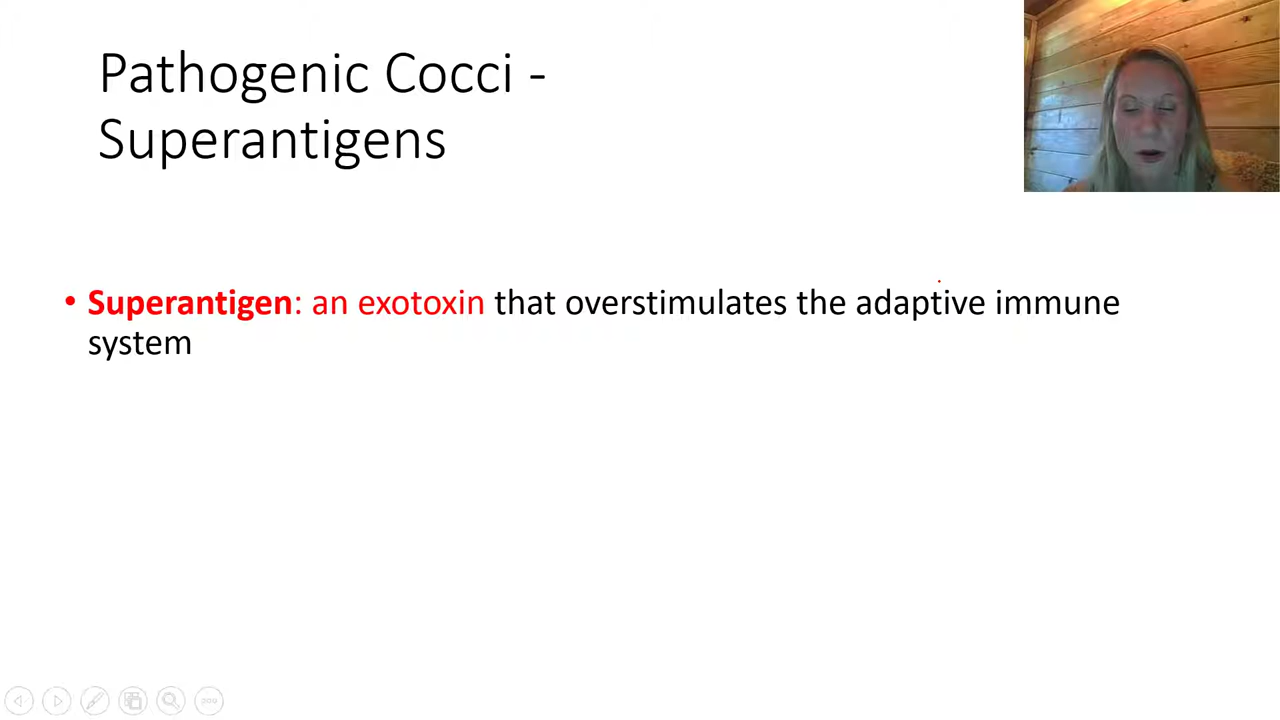 Pathogenic Cocci -
Superantigens
• Superantigen: an exotoxin that overstimulates the adaptive immune
system